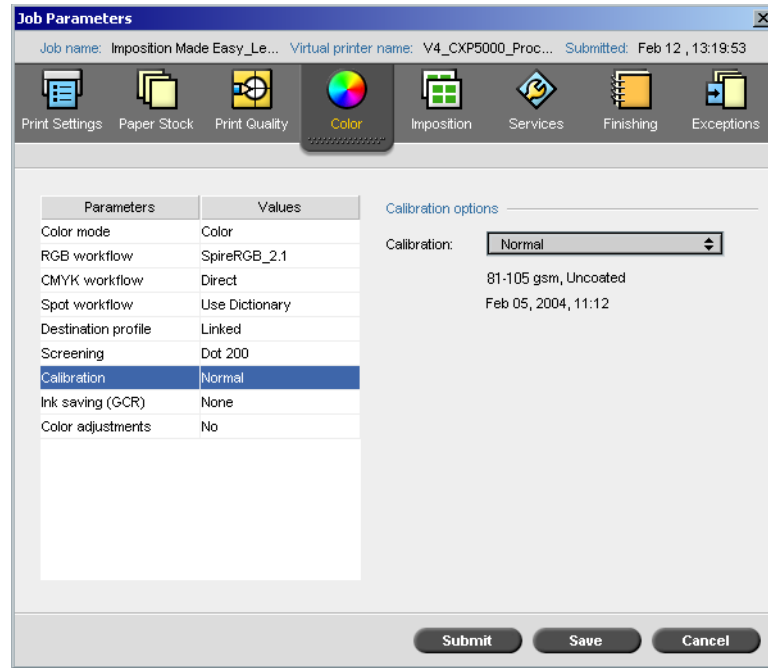 Job Parameters
Job name: Imposition Made Easy_Le... Virtual printer name: V4_CXP5000_Proc... Submitted: Feb 12 , 13:19:53
Print Settings Paper Stock Print Quality Color Imposition Services Finishing Exceptions
Parameters Values
Color mode Color
RGB workflow SpireRGB_2.1
CMYK workflow Direct
Spot workflow Use Dictionary
Destination profile Linked
Screening Dot 200
Calibration Normal
Ink saving (GCR) None
Color adjustments No
Calibration options
Calibration: Normal
81-105 gsm, Uncoated
Feb 05, 2004, 11:12
Submit Save Cancel